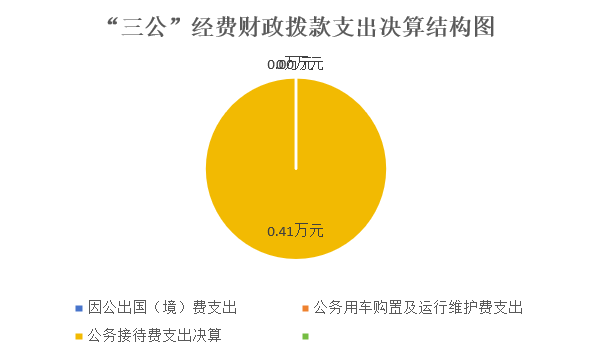 “三公”经费财政拨款支出决算结构图
0.41万元
因公出国（境）费支出
公务用车购置及运行维护费支出
公务接待费支出决算